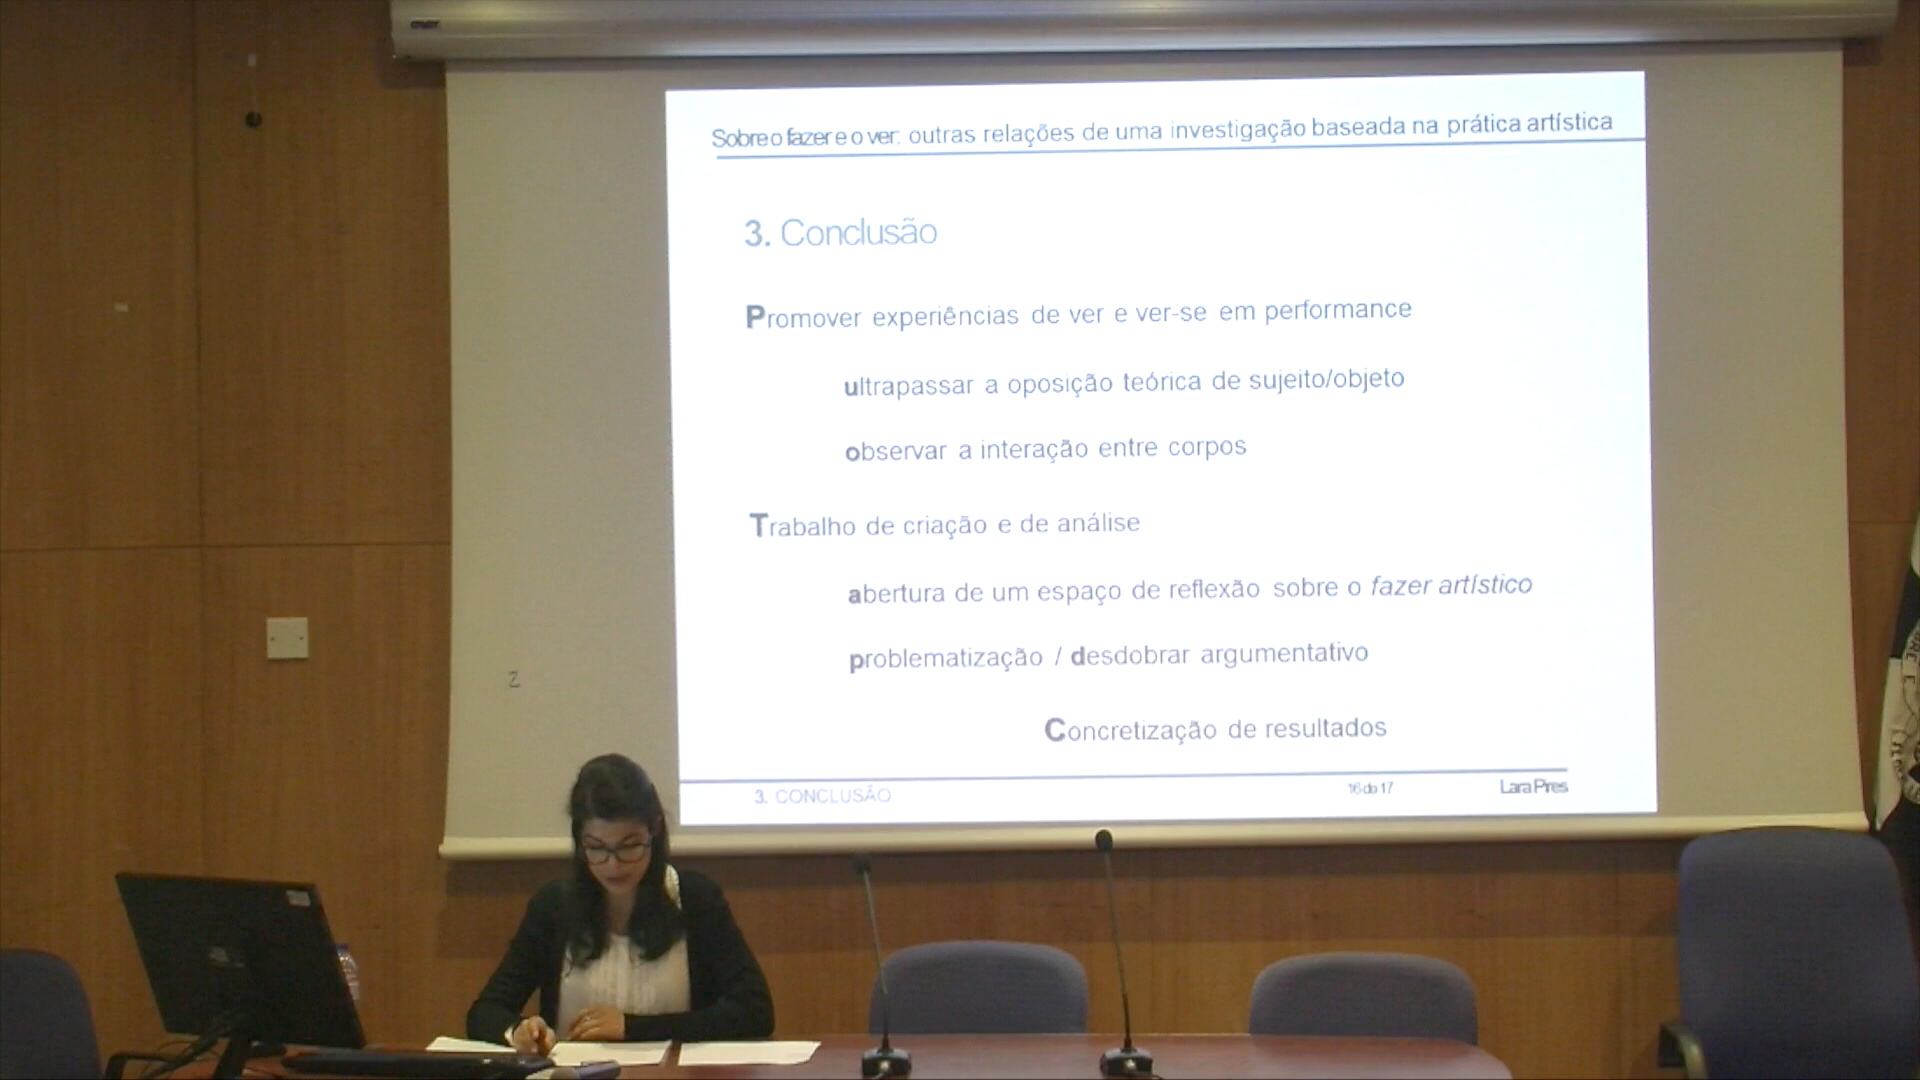 Sobre o fazer e o ver: outras relações de uma investigação baseada na prática artística
3. Conclusão
Promover experiências de ver e ver-se em performance
ultrapassar a oposição teórica de sujeito/objeto
observar a interação entre corpos
Trabalho de criação e de análise
abertura de um espaço de reflexão sobre o fazer artístico
problematização / desdobrar argumentativo
Concretização de resultados
3. CONCLUSÃO
16 do 17
Lara Pires